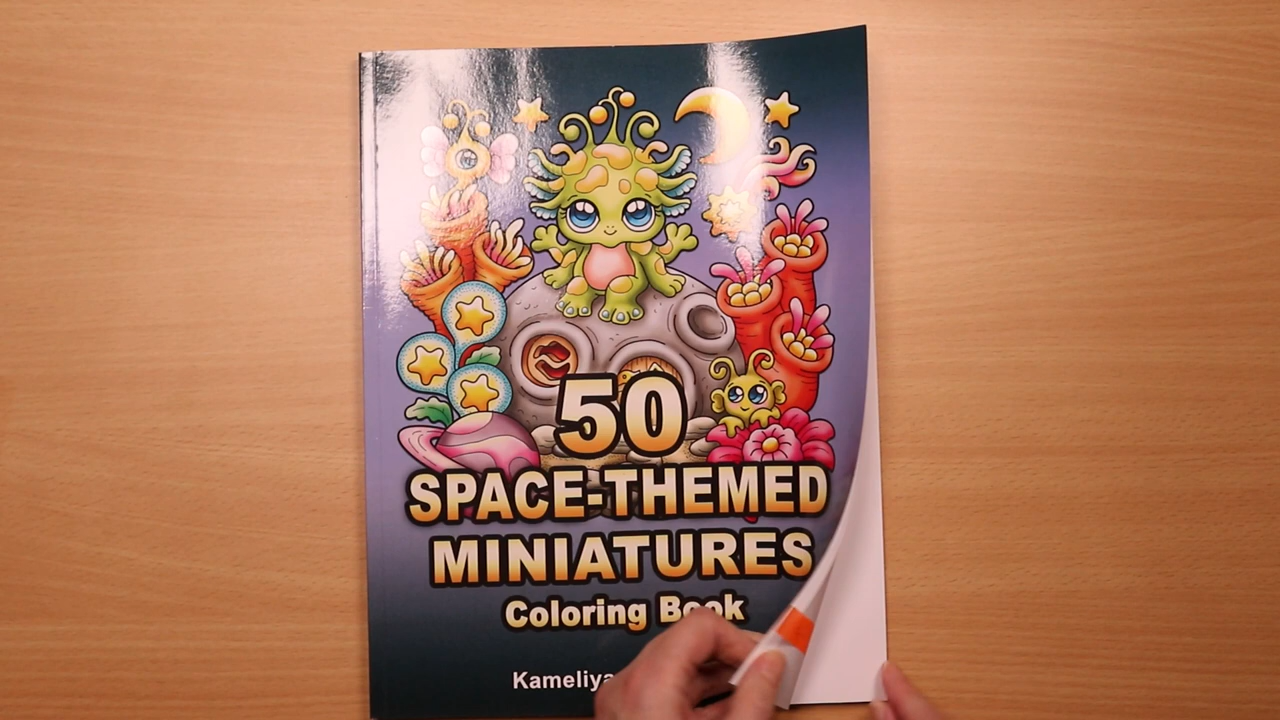 50
SPACE-THEMED
MINIATURES
Coloring Book
Kameliya